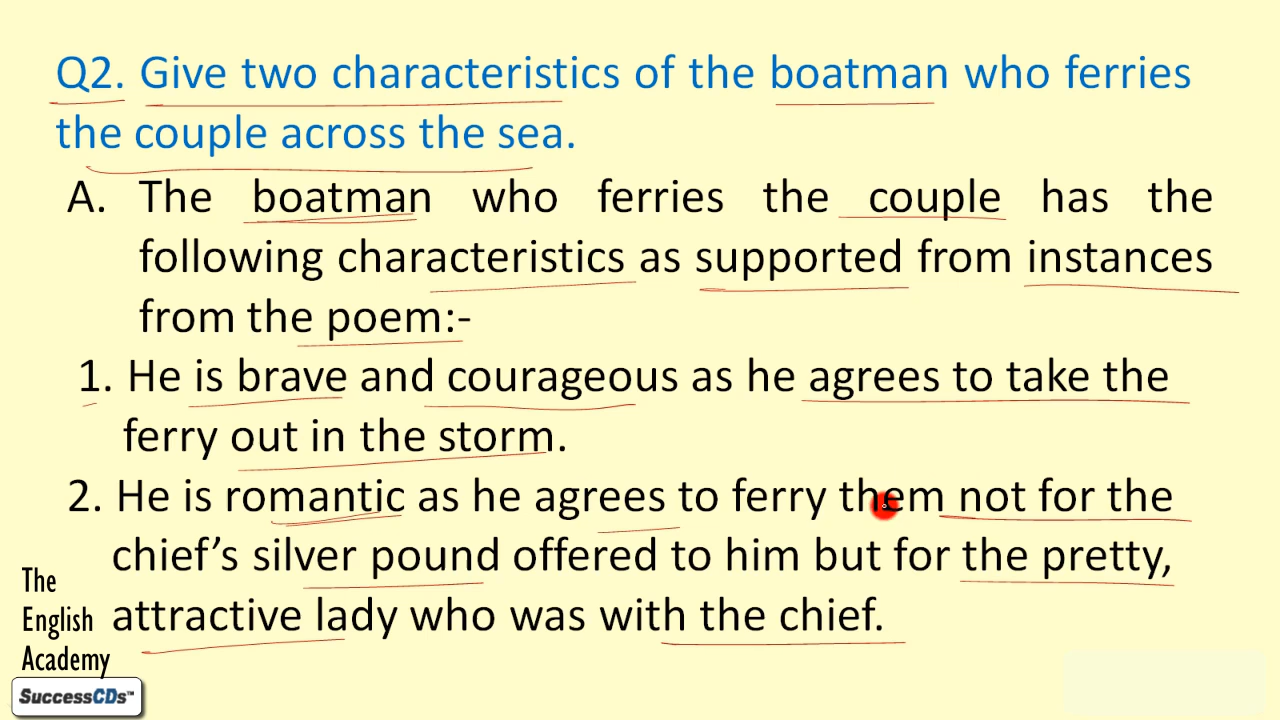 Q2. Give two characteristics of the boatman who ferries
the couple across the sea.
A. The boatman who ferries the couple has the
following characteristics as supported from instances
from the poem:-
1. He is brave and courageous as he agrees to take the
ferry out in the storm.
2. He is romantic as he agrees to ferry them not for the
chief’s silver pound offered to him but for the pretty,
attractive lady who was with the chief.
The
English
Academy
SuccessCDs™